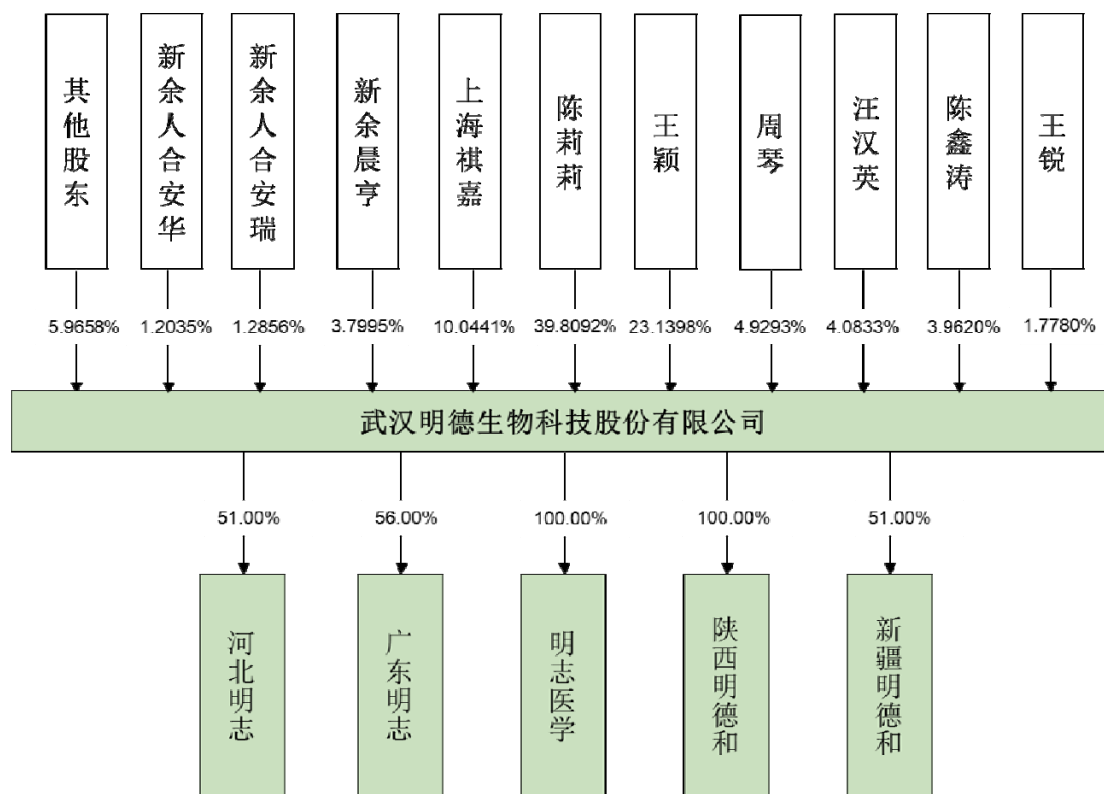 其他股东
新余人合安华
新余人合安瑞
新余晨亨
上海祺嘉
陈莉莉
王颖
周琴
汪汉英
陈鑫涛
王锐
5.9658%
1.2035%
1.2856%
3.7995%
10.0441%
39.8092%
23.1398%
4.9293%
4.0833%
3.9620%
1.7780%
武汉明德生物科技股份有限公司
51.00%
56.00%
100.00%
100.00%
51.00%
河北明志
广东明志
明志医学
陕西明德和
新疆明德和